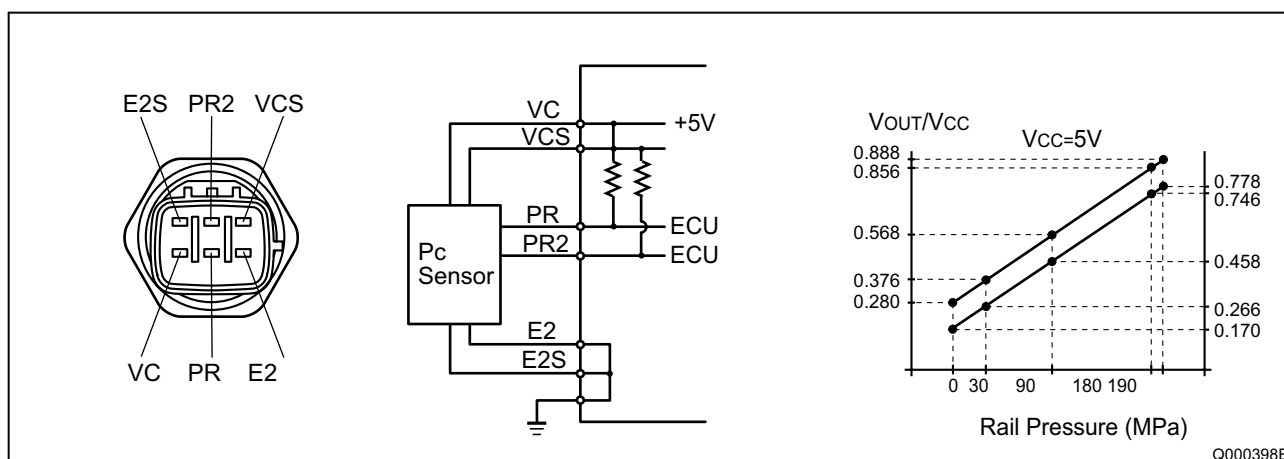 E2S PR2 VCS
VC PR E2
VC
VCS
+5V
PR
PR2
ECU
ECU
Pc
Sensor
E2
E2S
VOUT/VCC
VCC=5V
0.888
0.856
0.568
0.376
0.280
0.778
0.746
0.458
0.266
0.170
0 30 90 180 190
Rail Pressure (MPa)
Q000398E